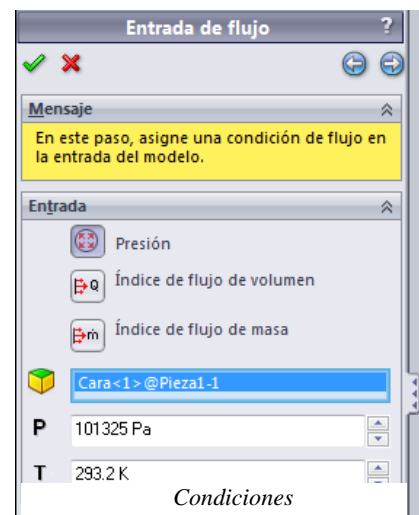 Entrada de flujo ?
Mensaje
En este paso, asigne una condición de flujo en
la entrada del modelo.
Entrada
Presión
Q Índice de flujo de volumen
ṁ Índice de flujo de masa
Cara<1>@Pieza1-1
P 101325 Pa
T 293.2 K
Condiciones